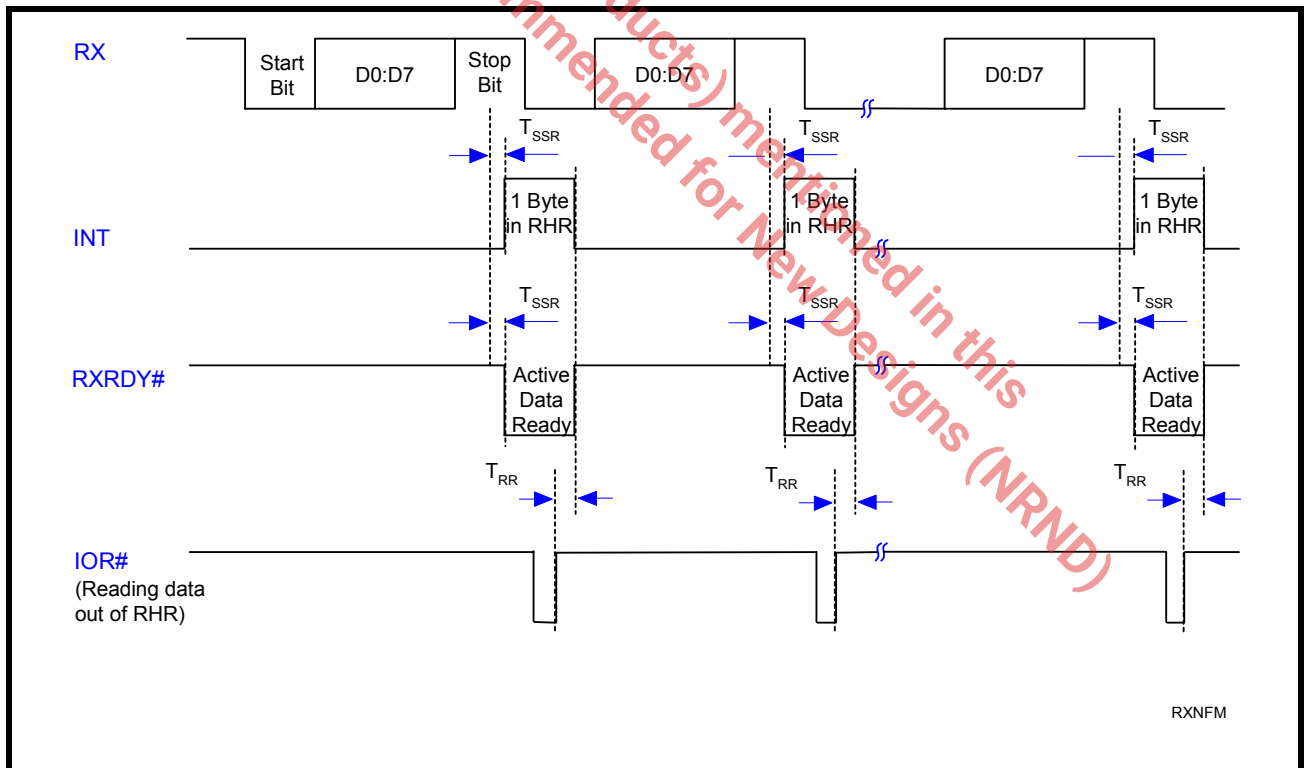 RX
Start
Bit
D0:D7
Stop
Bit
D0:D7
D0:D7
TSSR
TSSR
TSSR
INT
1 Byte
in RHR
1 Byte
in RHR
1 Byte
in RHR
TSSR
TSSR
TSSR
RXRDY#
Active
Data
Ready
Active
Data
Ready
Active
Data
Ready
TRR
TRR
TRR
IOR#
(Reading data
out of RHR)
RXNFM
ducts) mentioned in this
mmended for New Designs (NRND)